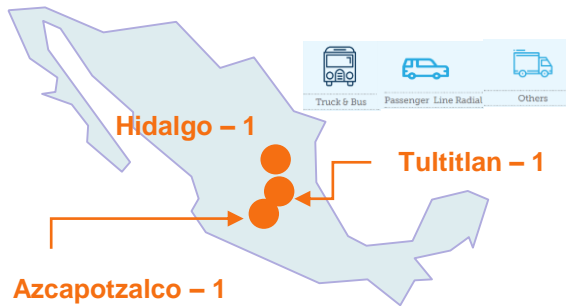 Truck & Bus
Passenger Line Radial
Others
Hidalgo – 1
Tultitlan – 1
Azcapotzalco – 1